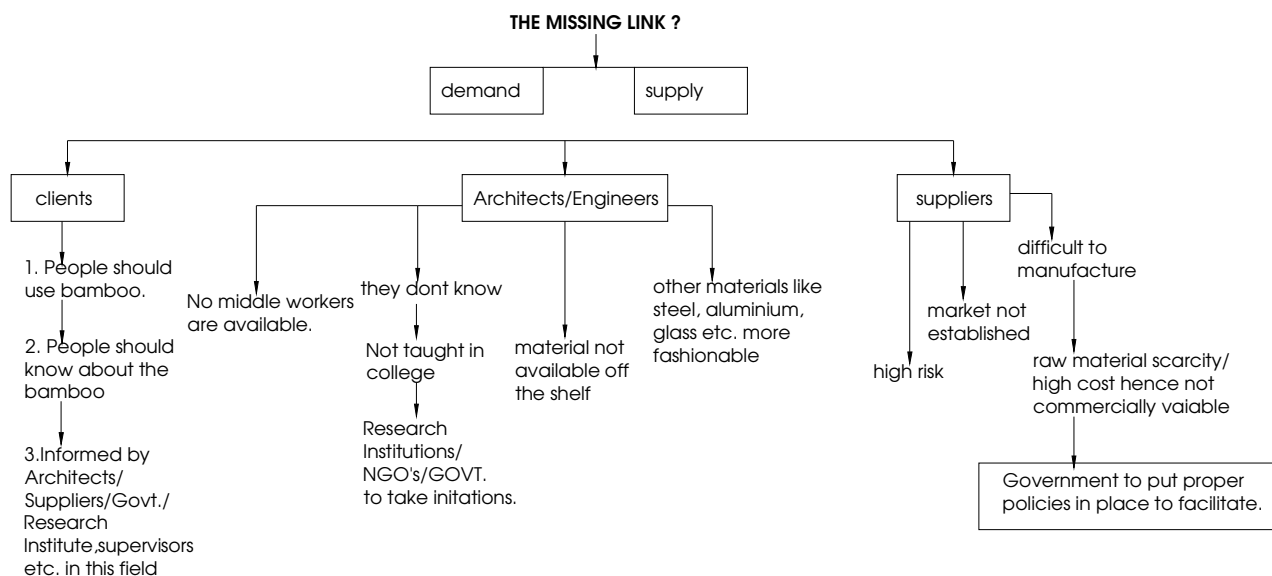 THE MISSING LINK ?
demand
supply
clients
Architects/Engineers
suppliers
1. People should
use bamboo.
2. People should
know about the
bamboo
3.Informed by
Architects/
Suppliers/Govt./
Research
Institute,supervisors
etc. in this field
No middle workers
are available.
they dont know
Not taught in
college
Research
Institutions/
NGO's/GOVT.
to take initations.
material not
available off
the shelf
other materials like
steel, aluminium,
glass etc. more
fashionable
high risk
market not
established
difficult to
manufacture
raw material scarcity/
high cost hence not
commercially vaiable
Government to put proper
policies in place to facilitate.